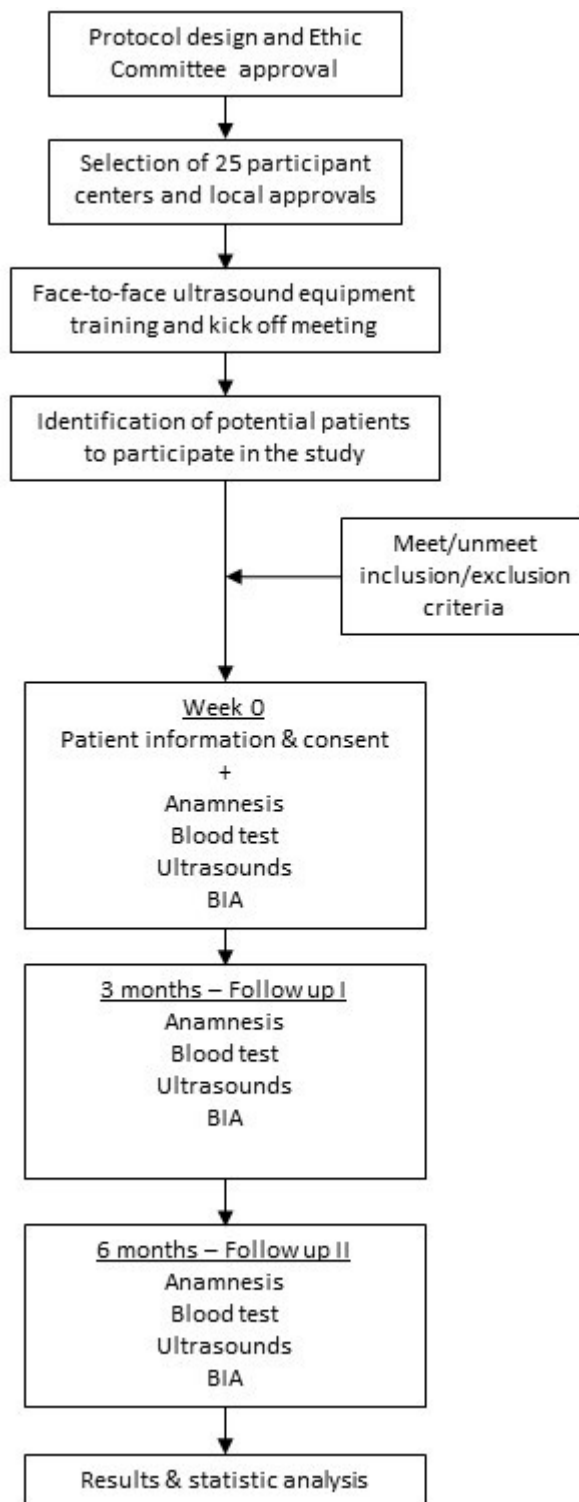 Protocol design and Ethic
Committee approval
Selection of 25 participant
centers and local approvals
Face-to-face ultrasound equipment
training and kick off meeting
Identification of potential patients
to participate in the study
Meet/unmeet
inclusion/exclusion
criteria
Week 0
Patient information & consent
+
Anamnesis
Blood test
Ultrasounds
BIA
3 months – Follow up I
Anamnesis
Blood test
Ultrasounds
BIA
6 months – Follow up II
Anamnesis
Blood test
Ultrasounds
BIA
Results & statistic analysis